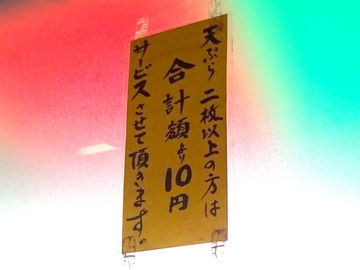 天ぷら二枚以上の方は
合計額より10円
サービスさせて頂きます。